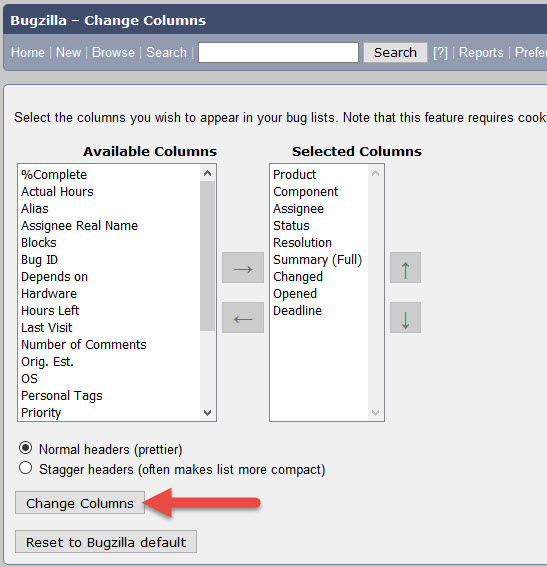 Bugzilla – Change Columns
Home | New | Browse | Search | Search [?] | Reports | Prefer
Select the columns you wish to appear in your bug lists. Note that this feature requires cooki
Available Columns
Selected Columns
%Complete
Actual Hours
Alias
Assignee Real Name
Blocks
Bug ID
Depends on
Hardware
Hours Left
Last Visit
Number of Comments
Orig. Est.
OS
Personal Tags
Priority
Product
Component
Assignee
Status
Resolution
Summary (Full)
Changed
Opened
Deadline
Normal headers (prettier)
Stagger headers (often makes list more compact)
Change Columns
Reset to Bugzilla default